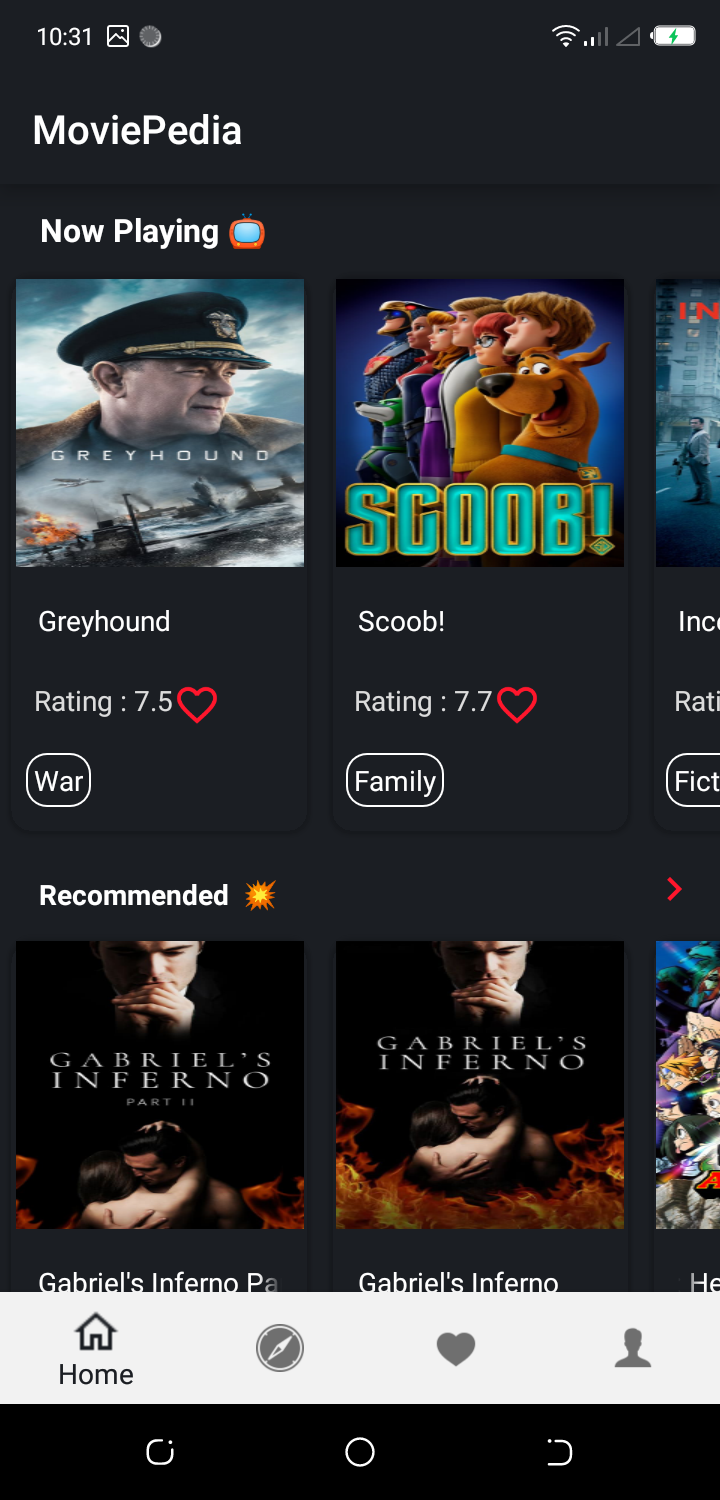 10:31
MoviePedia
Now Playing
GREYHOUND
SCOOB!
IN
Greyhound
Scoob!
Inc
Rating : 7.5
Rating : 7.7
Rati
War
Family
Fict
Recommended
GABRIEL'S
INFERNO
PART II
GABRIEL'S
INFERNO
Gabriel's Inferno Pa
Gabriel's Inferno
He
Home